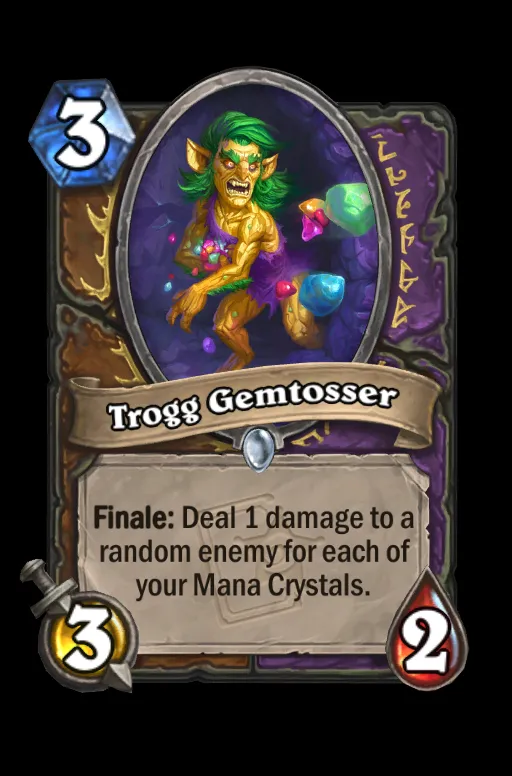 3
Trogg Gemtosser
Finale: Deal 1 damage to a
random enemy for each of
your Mana Crystals.
3
2